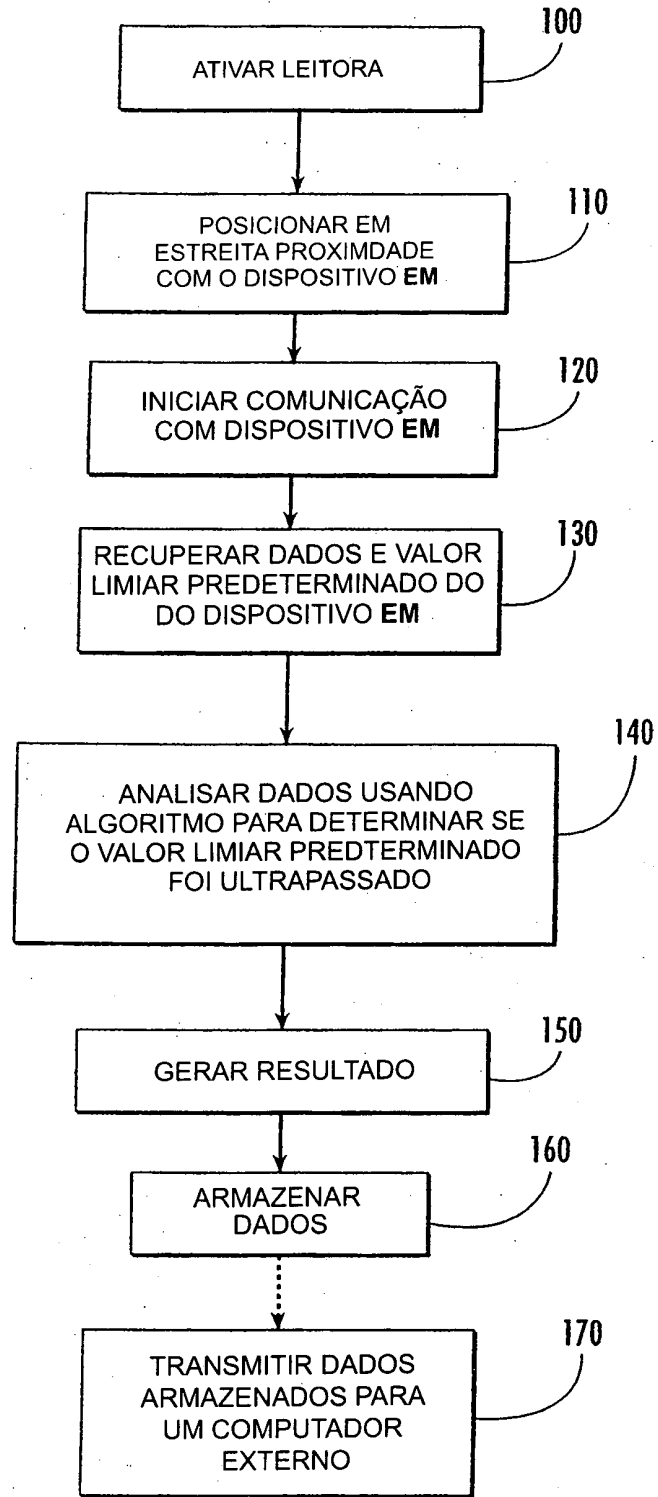 100
ATIVAR LEITORA
110
POSICIONAR EM
ESTREITA PROXIMDADE
COM O DISPOSITIVO EM
120
INICIAR COMUNICAÇÃO
COM DISPOSITIVO EM
130
RECUPERAR DADOS E VALOR
LIMIAR PREDETERMINADO DO
DO DISPOSITIVO EM
140
ANALISAR DADOS USANDO
ALGORITMO PARA DETERMINAR SE
O VALOR LIMIAR PREDTERMINADO
FOI ULTRAPASSADO
150
GERAR RESULTADO
160
ARMAZENAR
DADOS
170
TRANSMITIR DADOS
ARMAZENADOS PARA
UM COMPUTADOR
EXTERNO